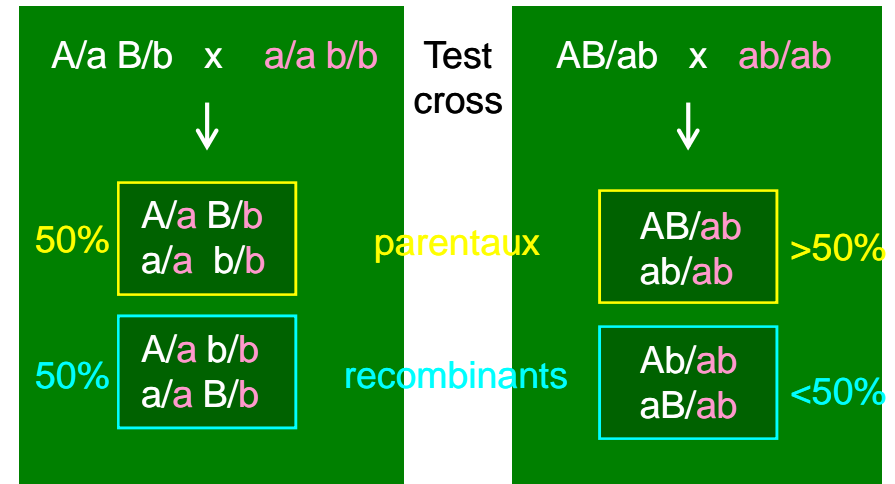 A/a B/b x a/a b/b
Test
cross
AB/ab x ab/ab
50%
A/a B/b
a/a b/b
parentaux
AB/ab
ab/ab
>50%
50%
A/a b/b
a/a B/b
recombinants
Ab/ab
aB/ab
<50%